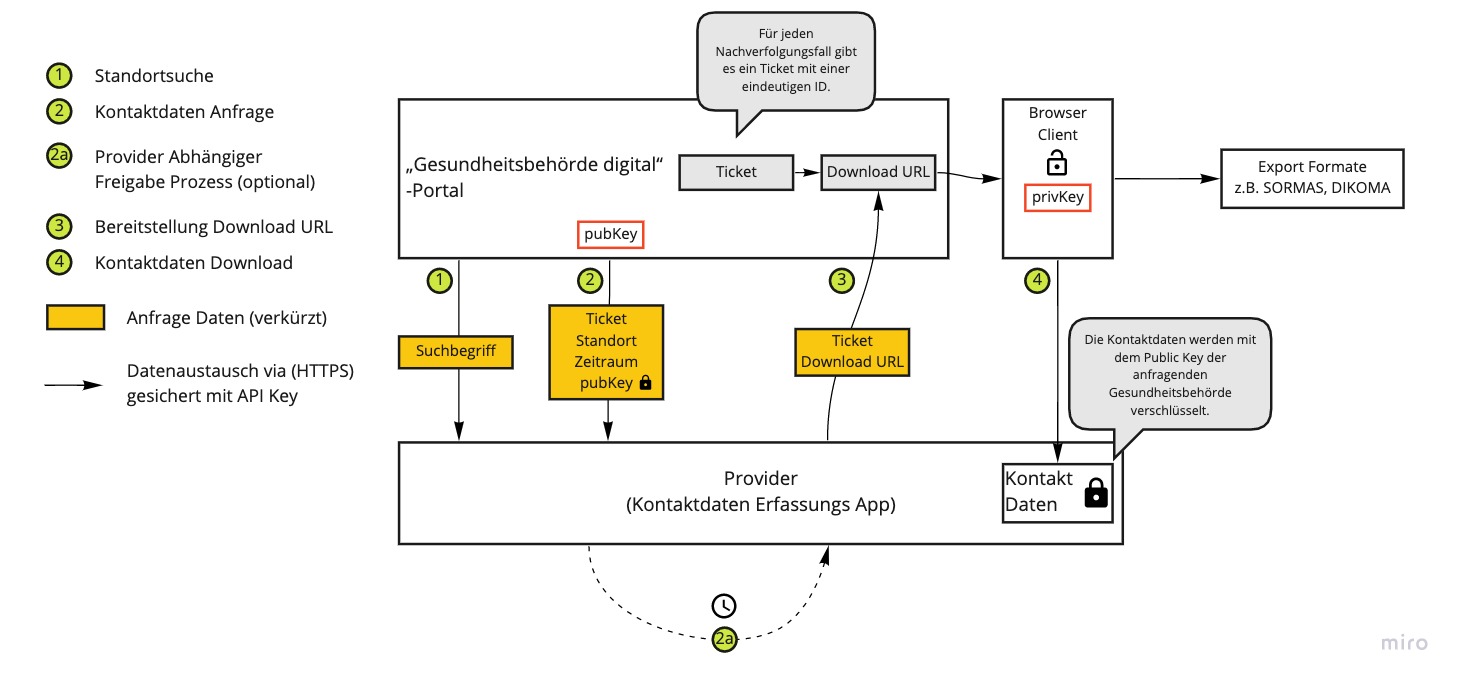 1 Standortsuche
2 Kontaktdaten Anfrage
2a Provider Abhängiger
Freigabe Prozess (optional)
3 Bereitstellung Download URL
4 Kontaktdaten Download
Anfrage Daten (verkürzt)
Datenaustausch via (HTTPS)
gesichert mit API Key
Für jeden
Nachverfolgungsfall gibt
es ein Ticket mit einer
eindeutigen ID.
„Gesundheitsbehörde digital“
-Portal
Ticket
Download URL
pubKey
Browser
Client
privKey
Export Formate
z.B. SORMAS, DIKOMA
1
2
3
4
Suchbegriff
Ticket
Standort
Zeitraum
pubKey
Ticket
Download URL
Die Kontaktdaten werden mit
dem Public Key der
anfragenden
Gesundheitsbehörde
verschlüsselt.
Provider
(Kontaktdaten Erfassungs App)
Kontakt
Daten
2a
miro